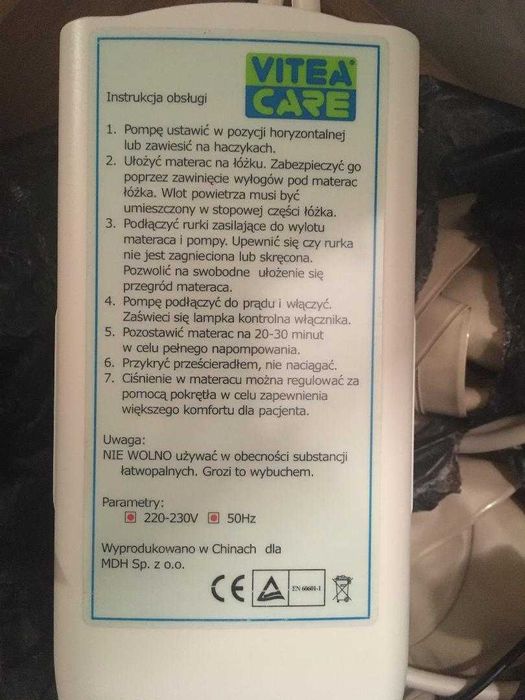 VITEA®
CARE
Instrukcja obsługi
1. Pompę ustawić w pozycji horyzontalnej
lub zawiesić na haczykach.
2. Ułożyć materac na łóżku. Zabezpieczyć go
poprzez zawinięcie wyłogów pod materac
łóżka. Wlot powietrza musi być
umieszczony w stopowej części łóżka.
3. Podłączyć rurki zasilające do wylotu
materaca i pompy. Upewnić się czy rurka
nie jest zagnieciona lub skręcona.
Pozwolić na swobodne ułożenie się
przegród materaca.
4. Pompę podłączyć do prądu i włączyć.
Zaświeci się lampka kontrolna włącznika.
5. Pozostawić materac na 20-30 minut
w celu pełnego napompowania.
6. Przykryć prześcieradłem, nie naciągać.
7. Ciśnienie w materacu można regulować za
pomocą pokrętła w celu zapewnienia
większego komfortu dla pacjenta.
Uwaga:
NIE WOLNO używać w obecności substancji
łatwopalnych. Grozi to wybuchem.
Parametry:
220-230V 50Hz
Wyprodukowano w Chinach dla
MDH Sp. z o.o.
CE EN 60601-1